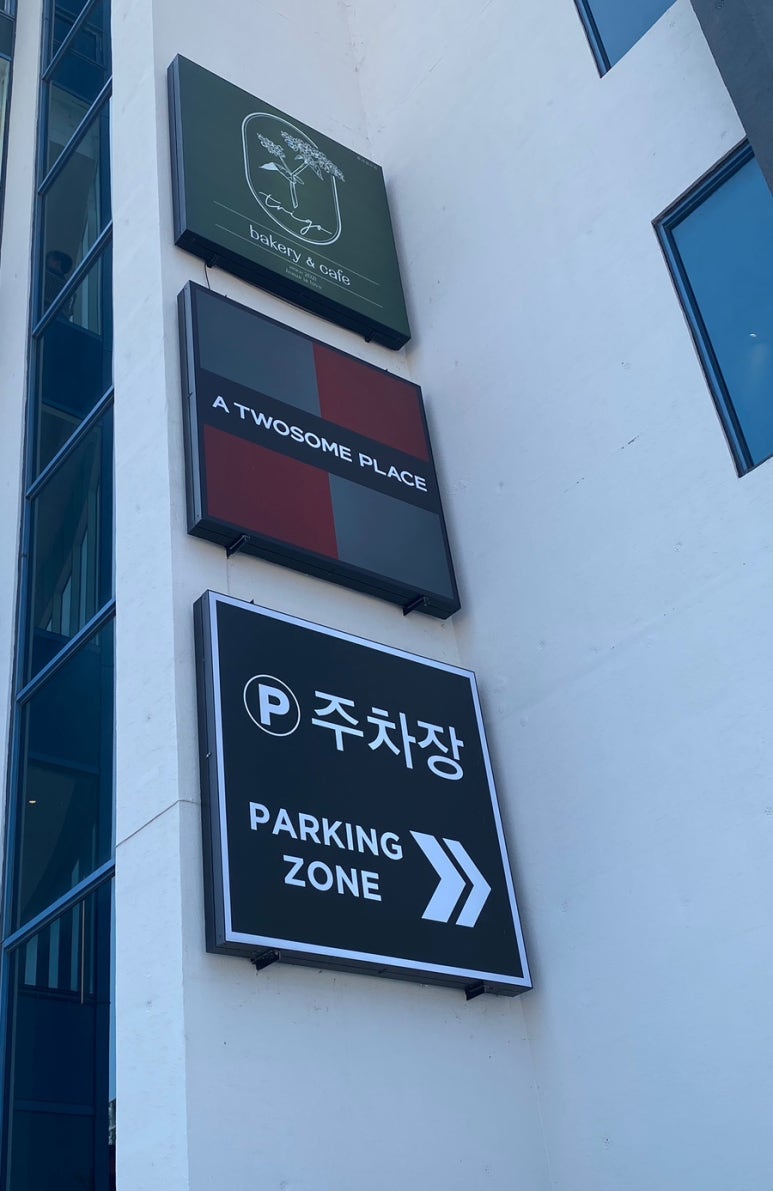 bakery & cafe
A TWOSOME PLACE
P 주차장
PARKING
ZONE